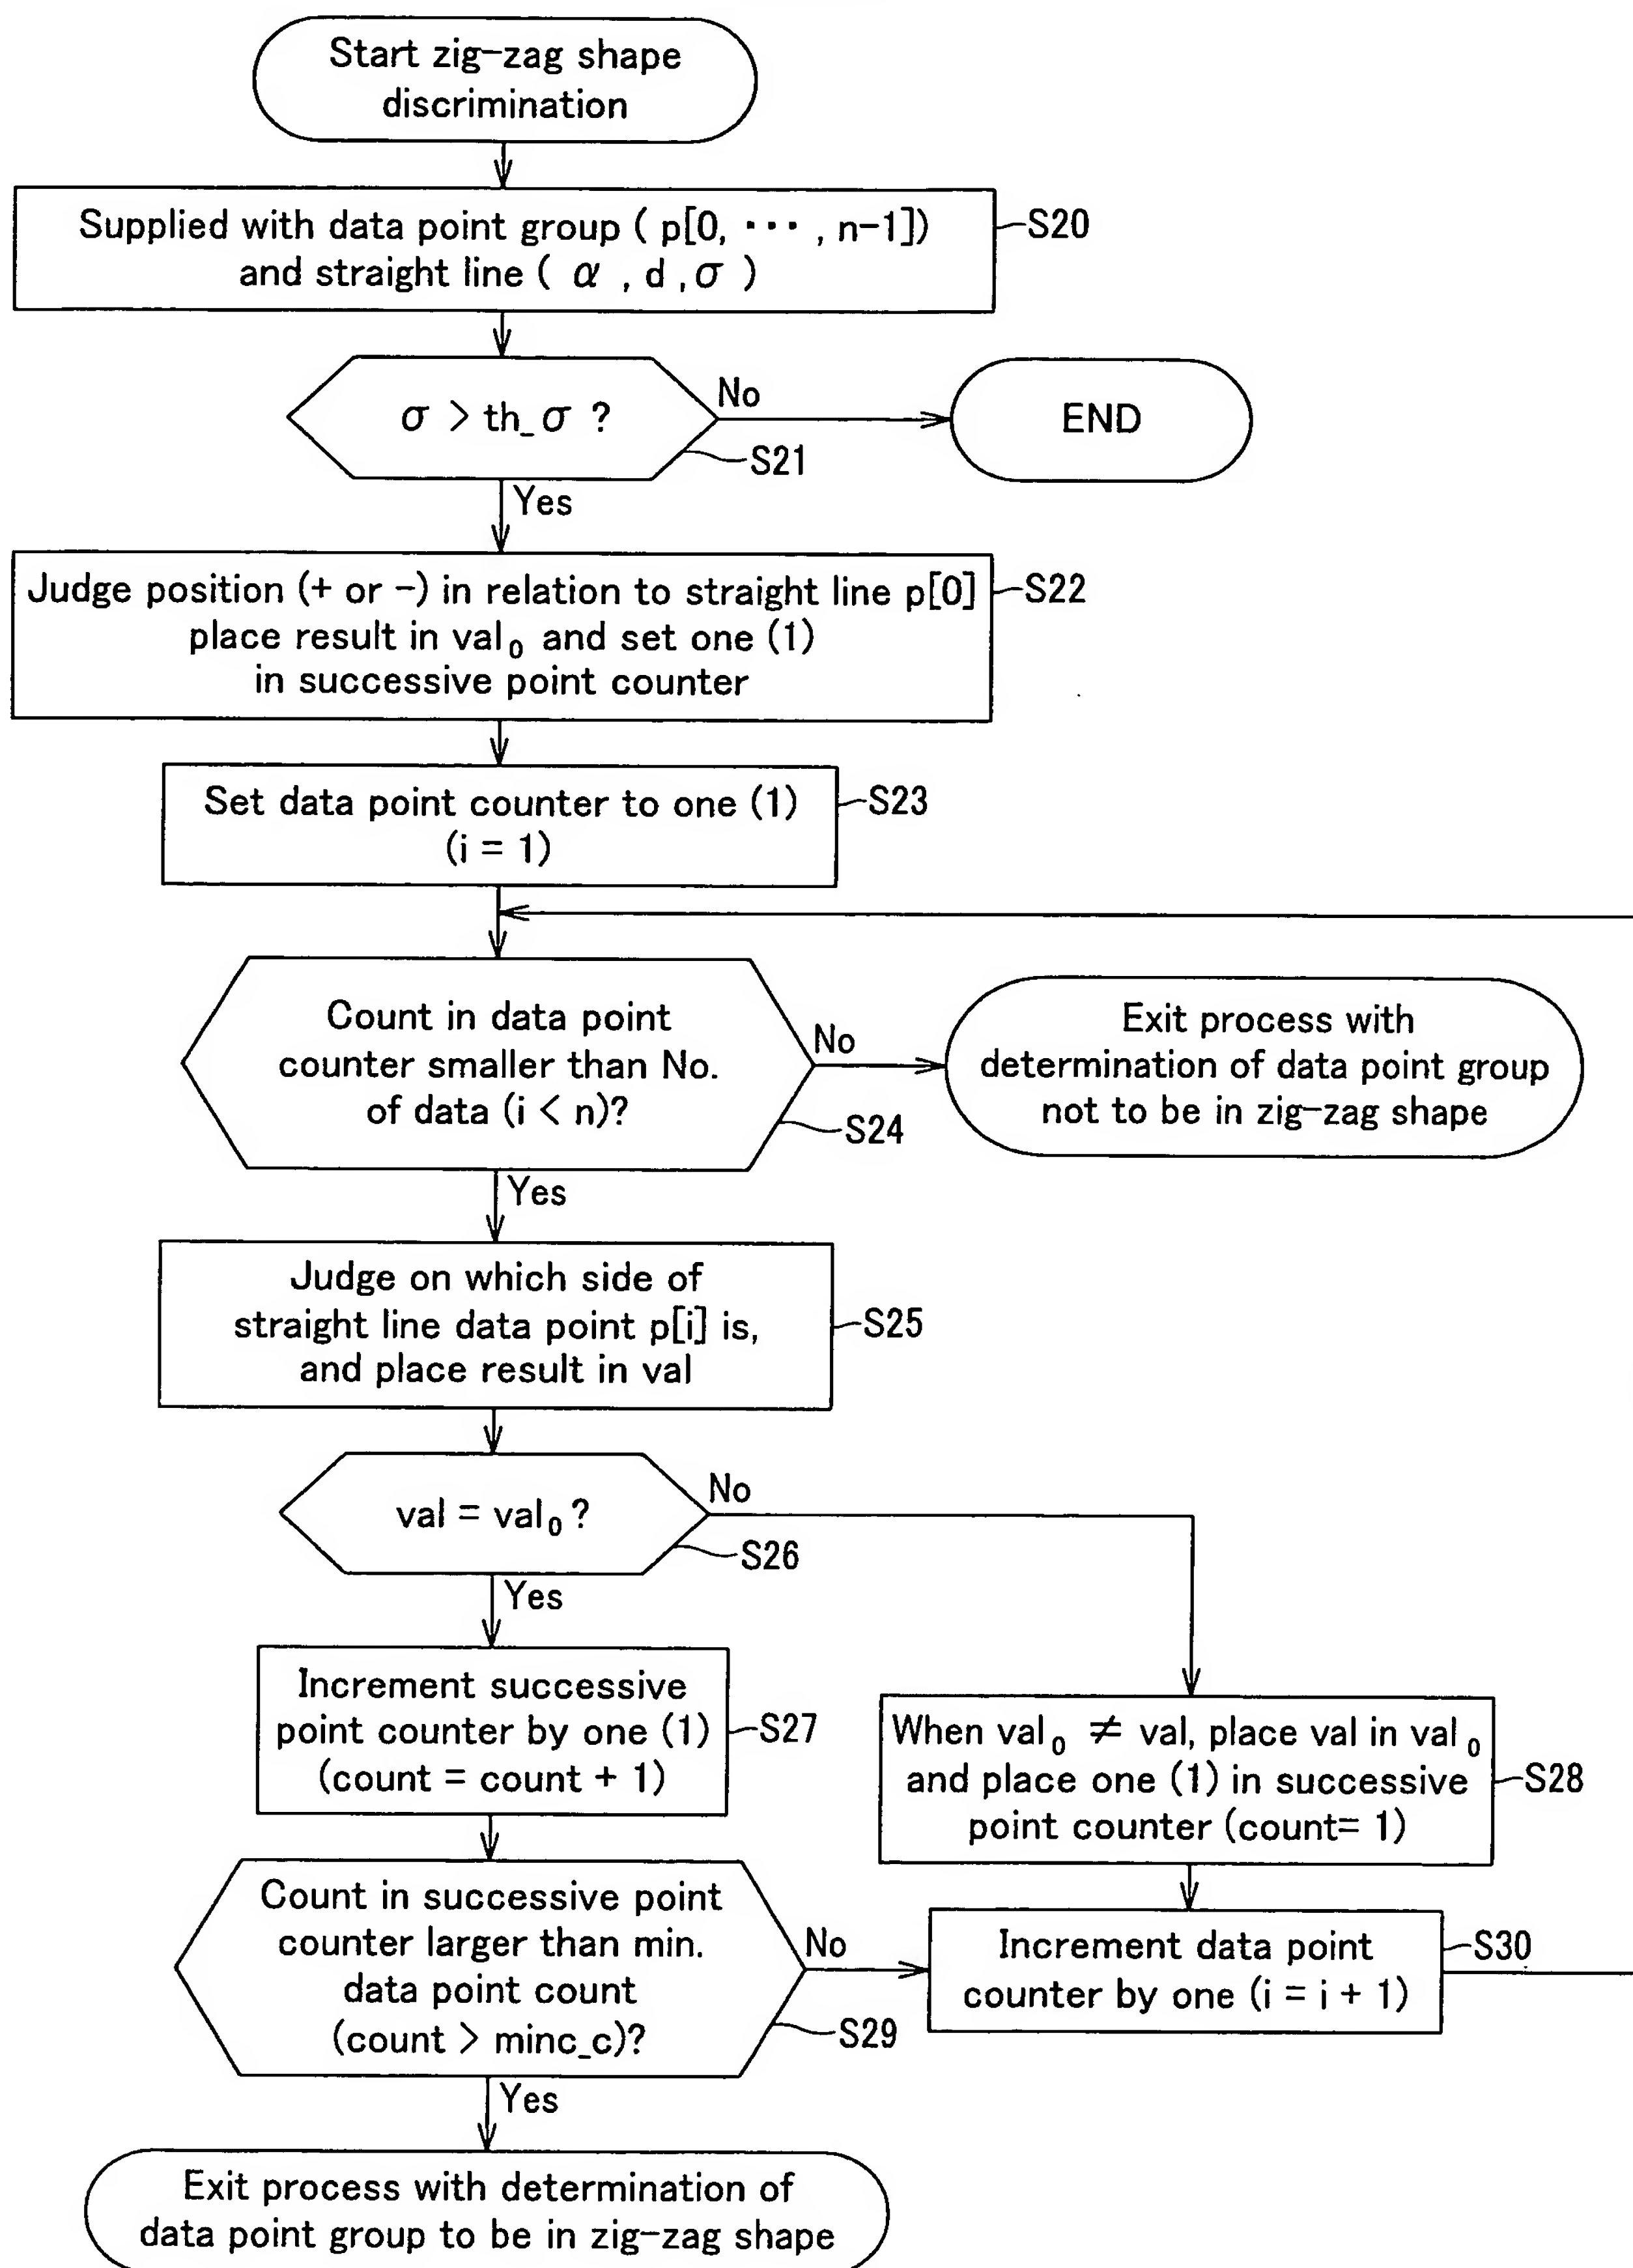 Start zig-zag shape
discrimination
Supplied with data point group ( p[0, ··· , n-1])
and straight line ( α , d ,σ )
S20
σ > th_σ ?
No
END
S21
Yes
Judge position (+ or -) in relation to straight line p[0]
place result in val₀ and set one (1)
in successive point counter
S22
Set data point counter to one (1)
(i = 1)
S23
Count in data point
counter smaller than No.
of data (i < n)?
No
S24
Exit process with
determination of data point group
not to be in zig-zag shape
Yes
Judge on which side of
straight line data point p[i] is,
and place result in val
S25
val = val₀ ?
No
S26
Yes
Increment successive
point counter by one (1)
(count = count + 1)
S27
When val₀ ≠ val, place val in val₀
and place one (1) in successive
point counter (count= 1)
S28
Count in successive point
counter larger than min.
data point count
(count > minc_c)?
No
S29
Increment data point
counter by one (i = i + 1)
S30
Yes
Exit process with determination of
data point group to be in zig-zag shape